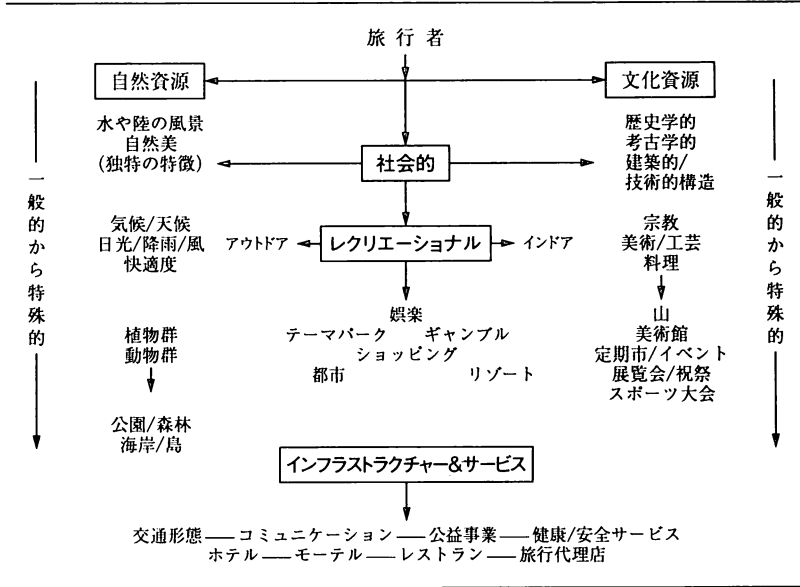 旅行者
自然資源
文化資源
水や陸の風景
自然美
(独特の特徴)
社会的
歴史学的
考古学的
建築的/
技術的構造
一般的から特殊的
気候/天候
日光/降雨/風
快適度
アウトドア
レクリエーショナル
インドア
宗教
美術/工芸
料理
一般的から特殊的
植物群
動物群
娯楽
テーマパーク ギャンブル
ショッピング
都市 リゾート
山
美術館
定期市/イベント
展覧会/祝祭
スポーツ大会
公園/森林
海岸/島
インフラストラクチャー&サービス
交通形態―コミュニケーション―公益事業―健康/安全サービス
ホテル―モーテル―レストラン―旅行代理店